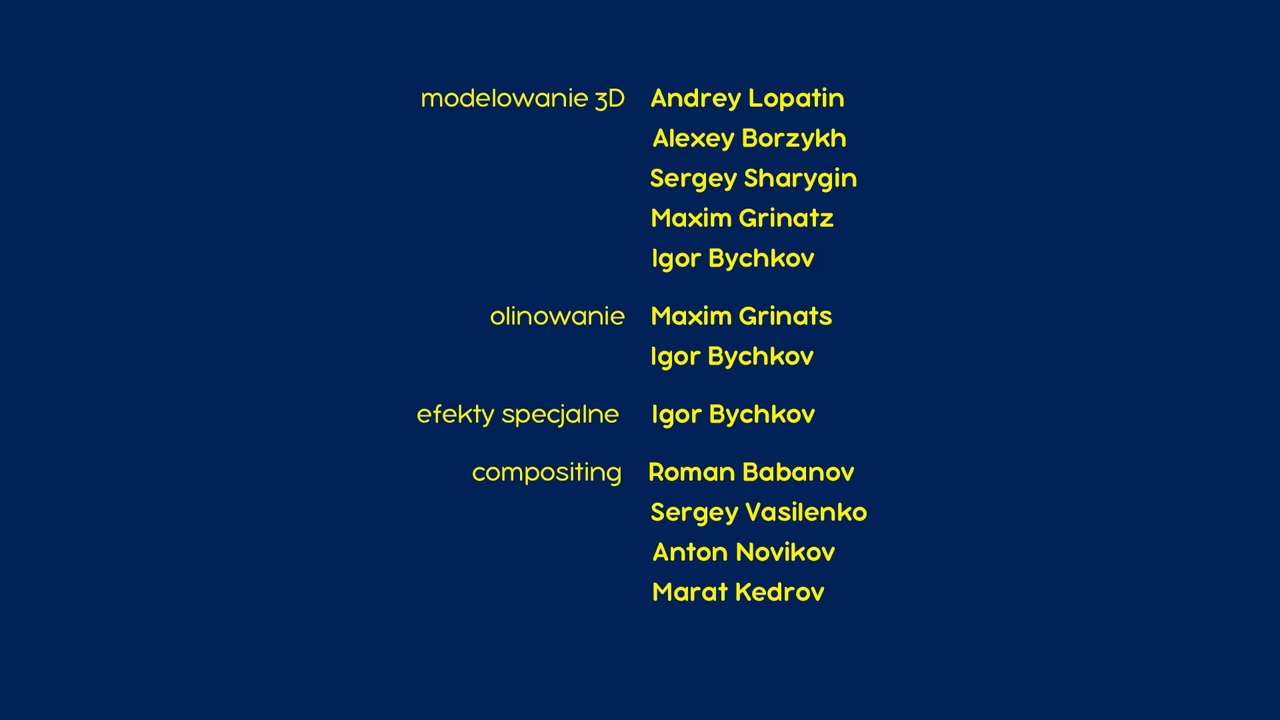 modelowanie 3D Andrey Lopatin
Alexey Borzykh
Sergey Sharygin
Maxim Grinatz
Igor Bychkov
olinowanie Maxim Grinats
Igor Bychkov
efekty specjalne Igor Bychkov
compositing Roman Babanov
Sergey Vasilenko
Anton Novikov
Marat Kedrov